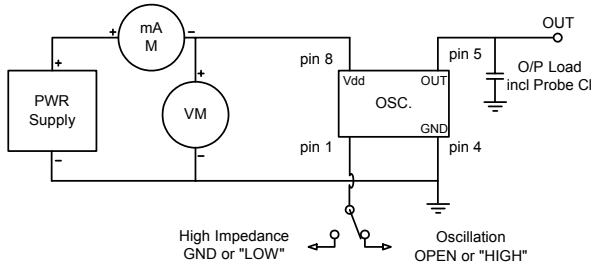 mA
M
+
-
OUT
pin 8
pin 5
+
PWR
Supply
-
+
VM
-
Vdd
OUT
OSC.
GND
O/P Load
incl Probe Cl
pin 1
pin 4
High Impedance
GND or "LOW"
Oscillation
OPEN or "HIGH"